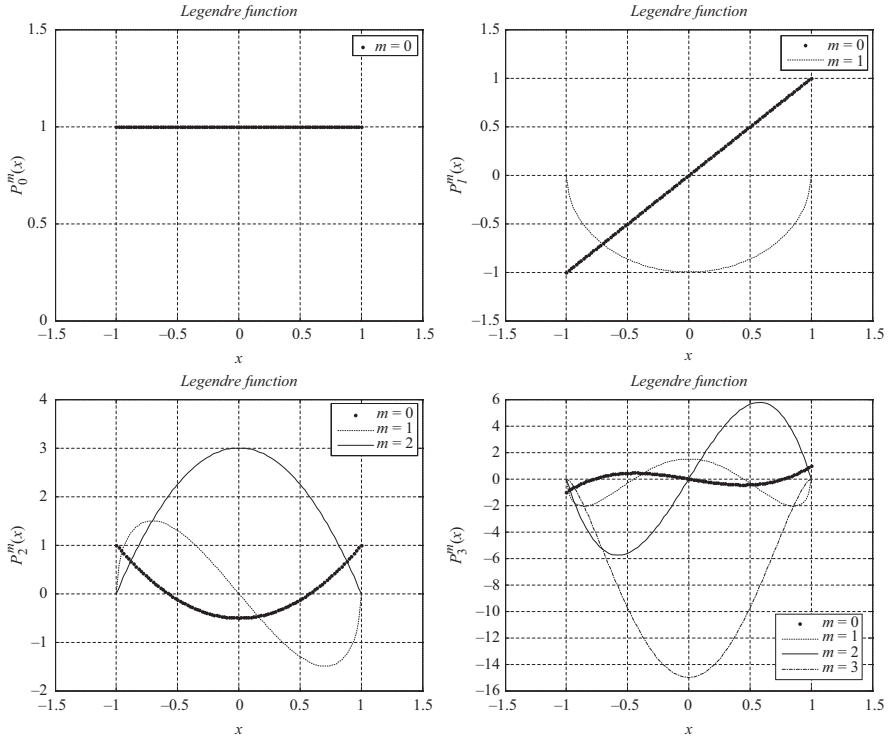 Legendre function
1.5
1
0.5
0
−1.5 −1 −0.5 0 0.5 1 1.5
x
P_0^m(x)
m = 0
Legendre function
1.5
1
0.5
0
−0.5
−1
−1.5
−1.5 −1 −0.5 0 0.5 1 1.5
x
P_1^m(x)
m = 0
m = 1
Legendre function
4
3
2
1
0
−1
−2
−1.5 −1 −0.5 0 0.5 1 1.5
x
P_2^m(x)
m = 0
m = 1
m = 2
Legendre function
6
4
2
0
−2
−4
−6
−8
−10
−12
−14
−16
−1.5 −1 −0.5 0 0.5 1 1.5
x
P_3^m(x)
m = 0
m = 1
m = 2
m = 3